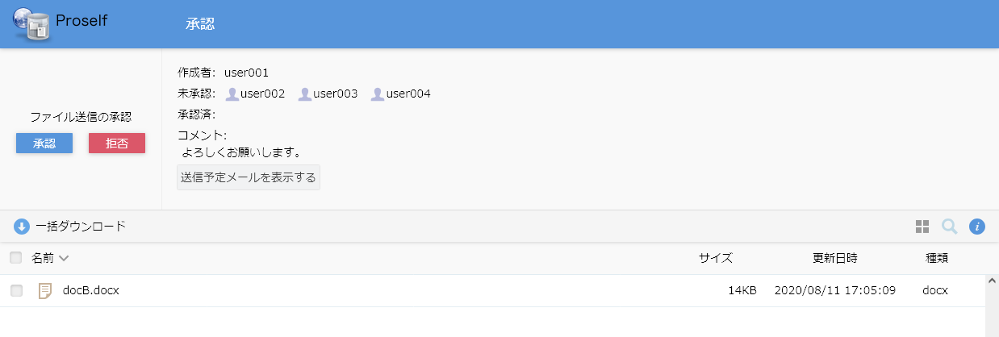 Proself
承認
作成者: user001
未承認: user002 user003 user004
承認済:
ファイル送信の承認
承認 拒否
コメント:
よろしくお願いします。
送信予定メールを表示する
一括ダウンロード
i
名前 サイズ 更新日時 種類
docB.docx 14KB 2020/08/11 17:05:09 docx